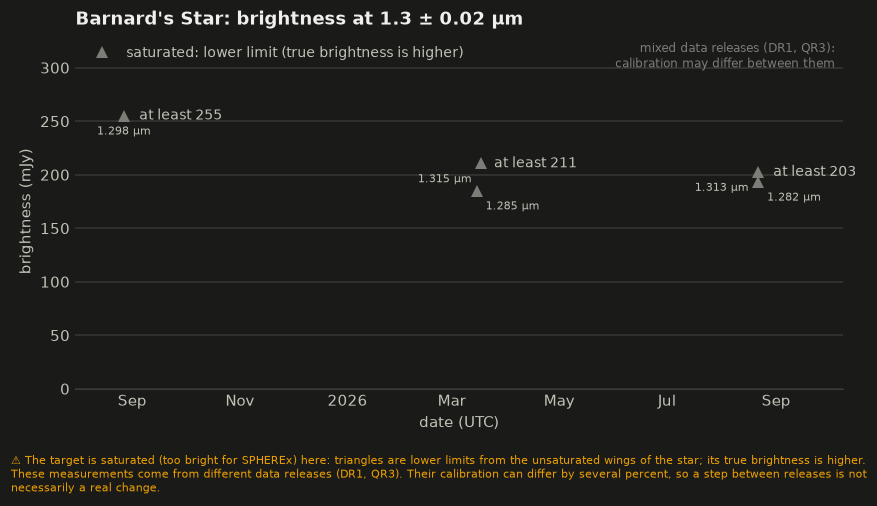 Barnard's Star: brightness at 1.3 ± 0.02 µm
saturated: lower limit (true brightness is higher)
mixed data releases (DR1, QR3):
calibration may differ between them
300
250
200
150
100
50
0
brightness (mJy)
at least 255
1.298 µm
at least 211
1.315 µm
1.285 µm
at least 203
1.313 µm
1.282 µm
Sep
Nov
2026
Mar
May
Jul
Sep
date (UTC)
⚠ The target is saturated (too bright for SPHEREx) here: triangles are lower limits from the unsaturated wings of the star; its true brightness is higher.
These measurements come from different data releases (DR1, QR3). Their calibration can differ by several percent, so a step between releases is not
necessarily a real change.